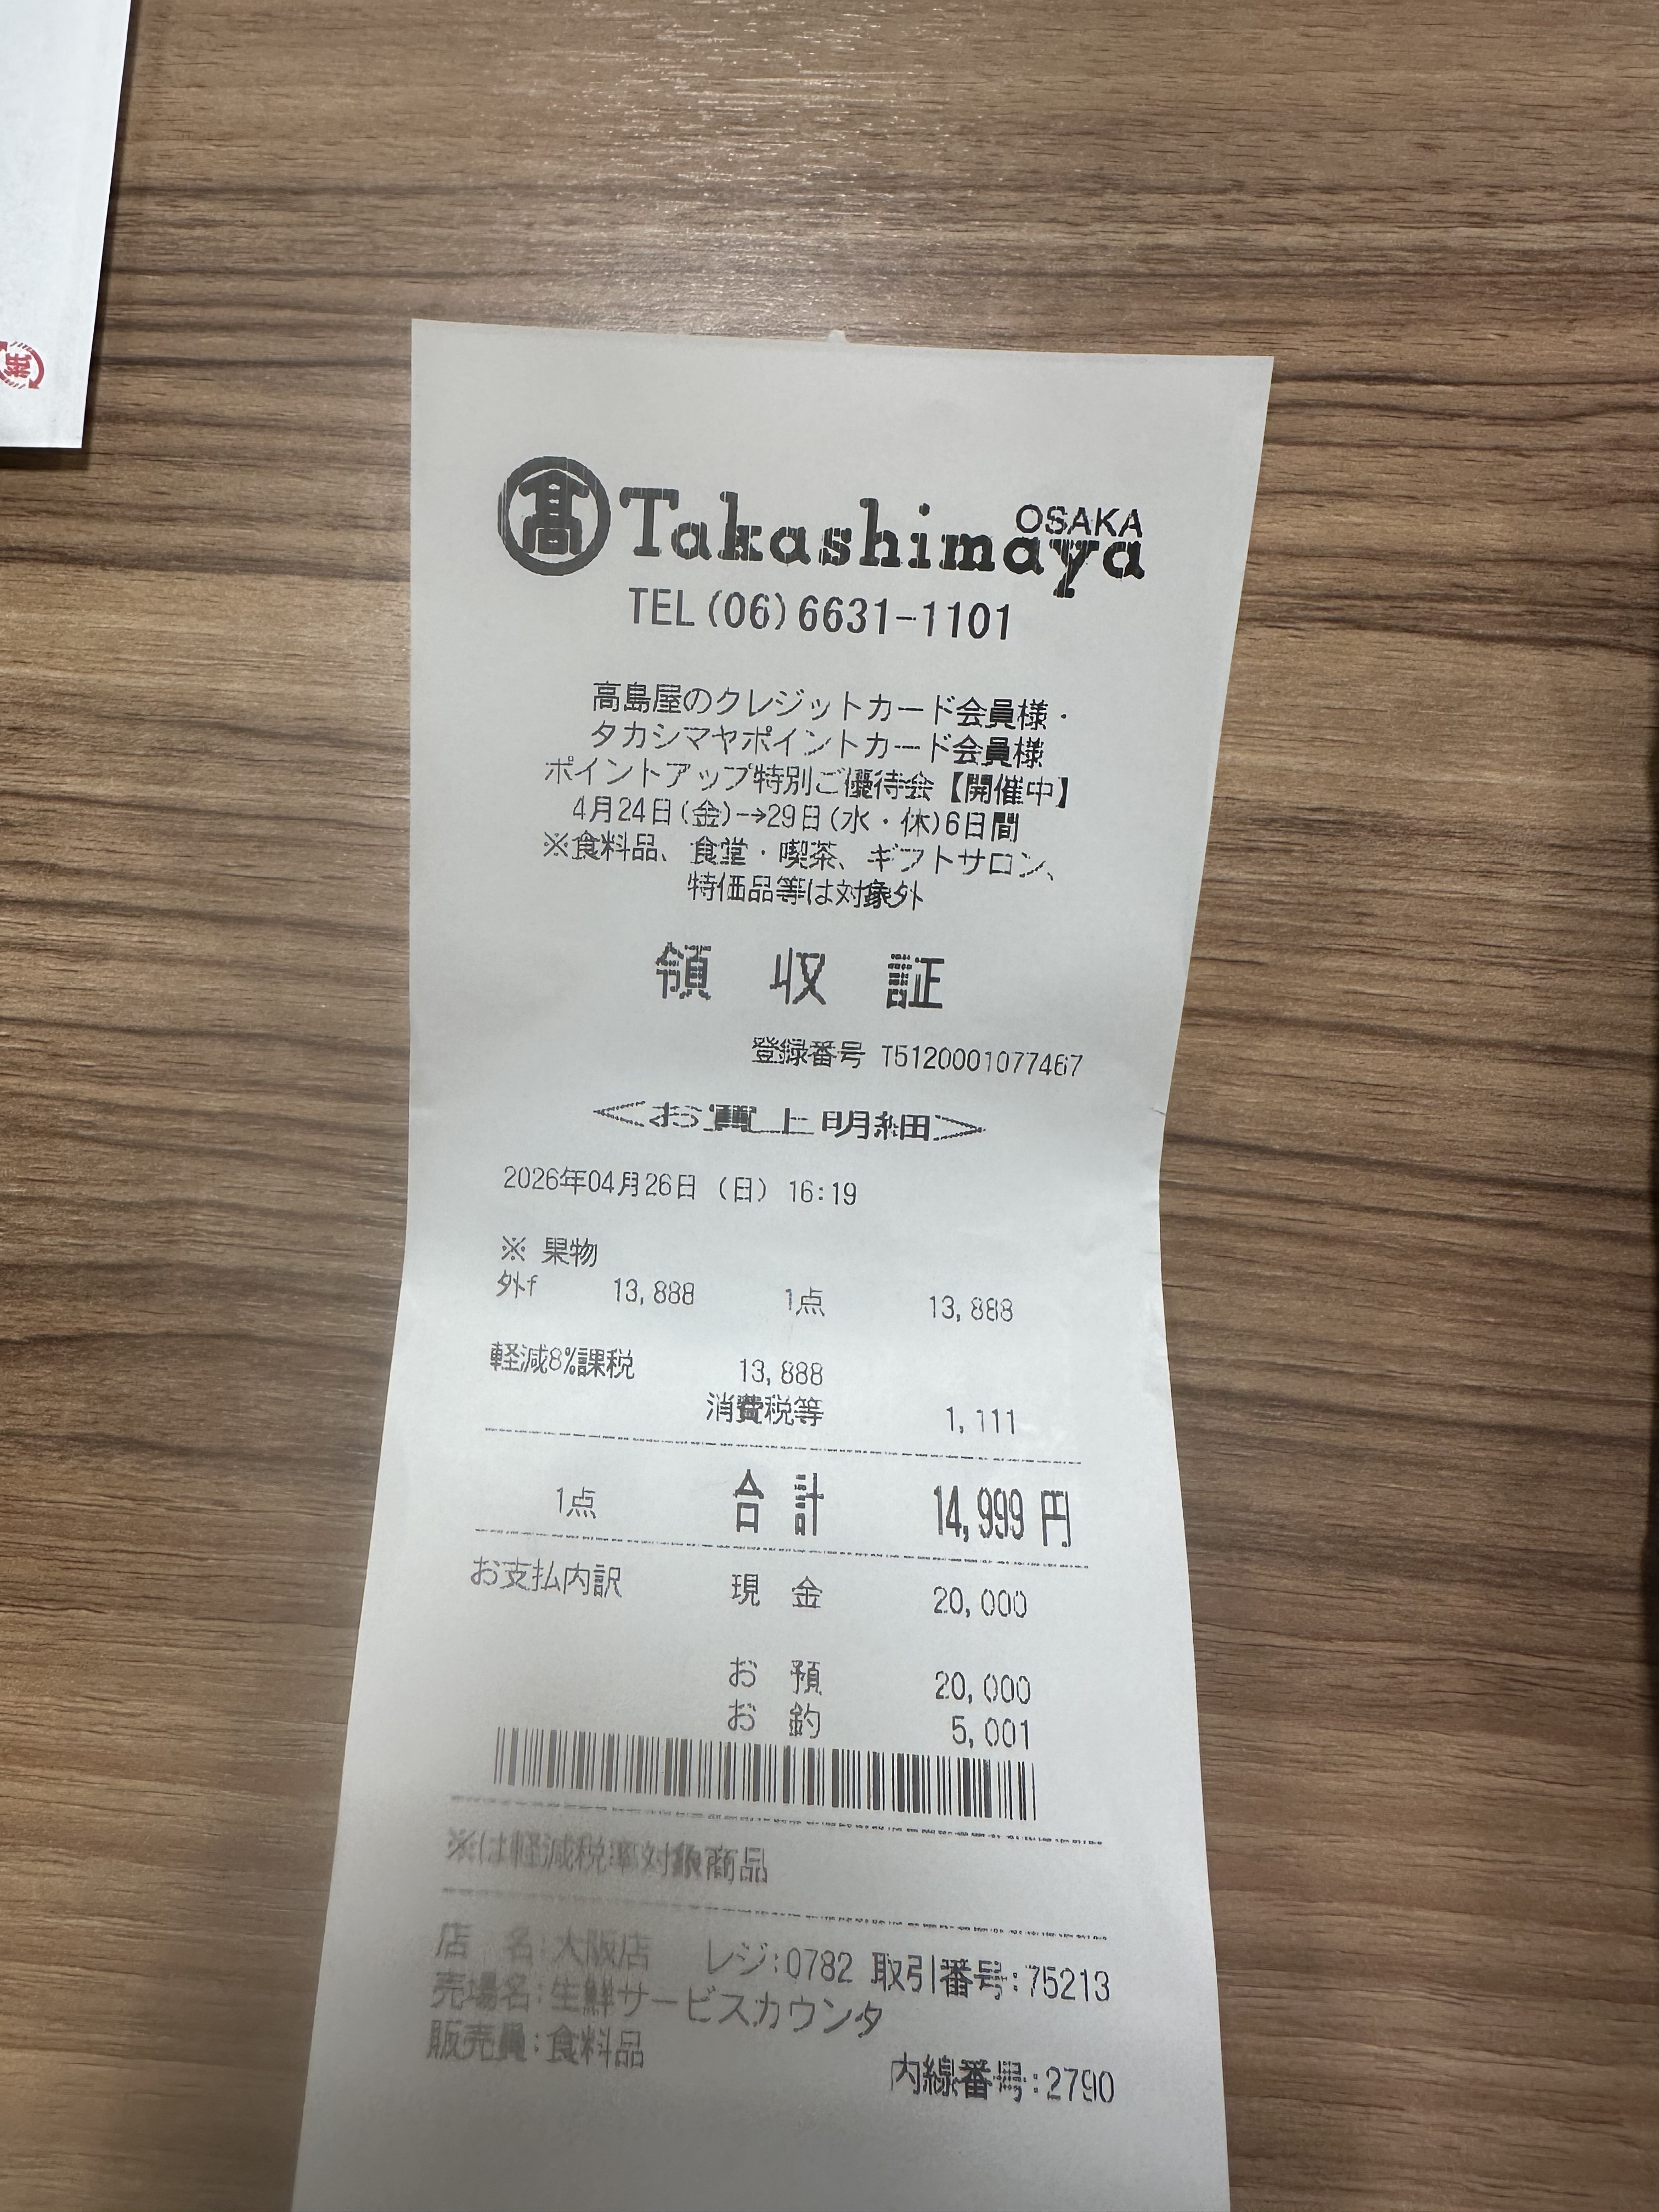 髙 Takashimaya OSAKA
TEL (06) 6631-1101
高島屋のクレジットカード会員様・
タカシマヤポイントカード会員様
ポイントアップ特別ご優待会【開催中】
4月24日(金)→29日(水・休)6日間
※食料品、食堂・喫茶、ギフトサロン、
特価品等は対象外
領 収 証
登録番号 T5120001077467
<お買上明細>
2026年04月26日 (日) 16:19
※ 果物
外f 13,888 1点 13,888
軽減8%課税 13,888
消費税等 1,111
1点 合 計 14,999 円
お支払内訳 現 金 20,000
お 預 20,000
お 釣 5,001
※は軽減税率対象商品
店 名:大阪店 レジ:0782 取引番号:75213
売場名:生鮮サービスカウンタ
販売員:食料品
内線番号:2790
紙